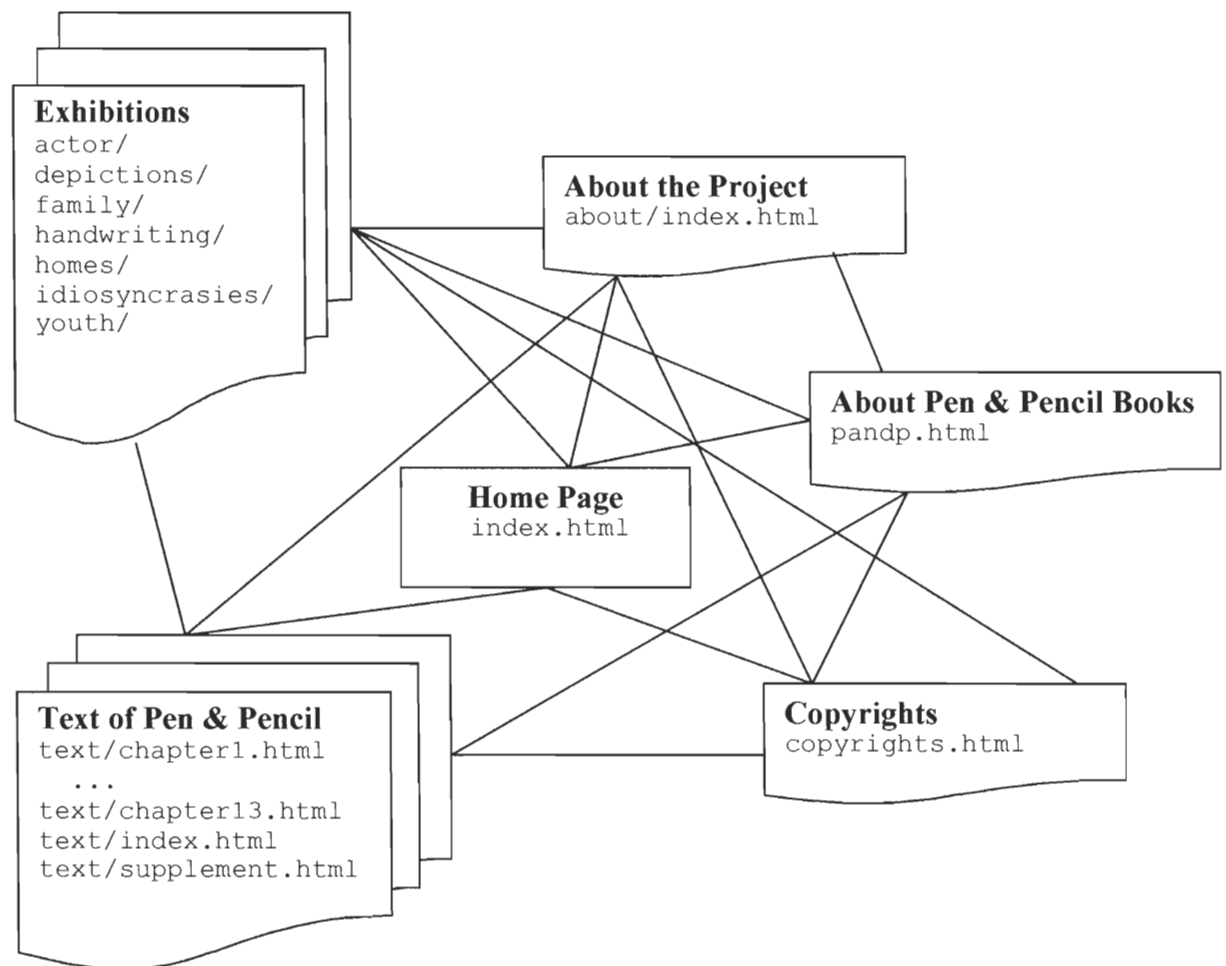 Exhibitions
actor/
depictions/
family/
handwriting/
homes/
idiosyncrasies/
youth/
About the Project
about/index.html
About Pen & Pencil Books
pandp.html
Home Page
index.html
Text of Pen & Pencil
text/chapter1.html
...
text/chapter13.html
text/index.html
text/supplement.html
Copyrights
copyrights.html